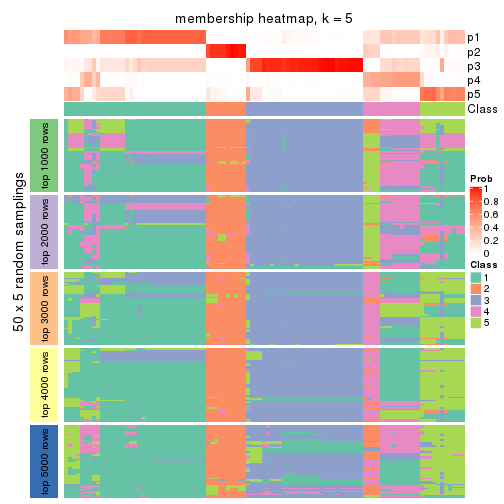 membership heatmap, k = 5
p1
p2
p3
p4
p5
Class
50 x 5 random samplings
top 1000 rows
top 2000 rows
top 3000 rows
top 4000 rows
top 5000 rows
Prob
1
0.8
0.6
0.4
0.2
0
Class
1
2
3
4
5